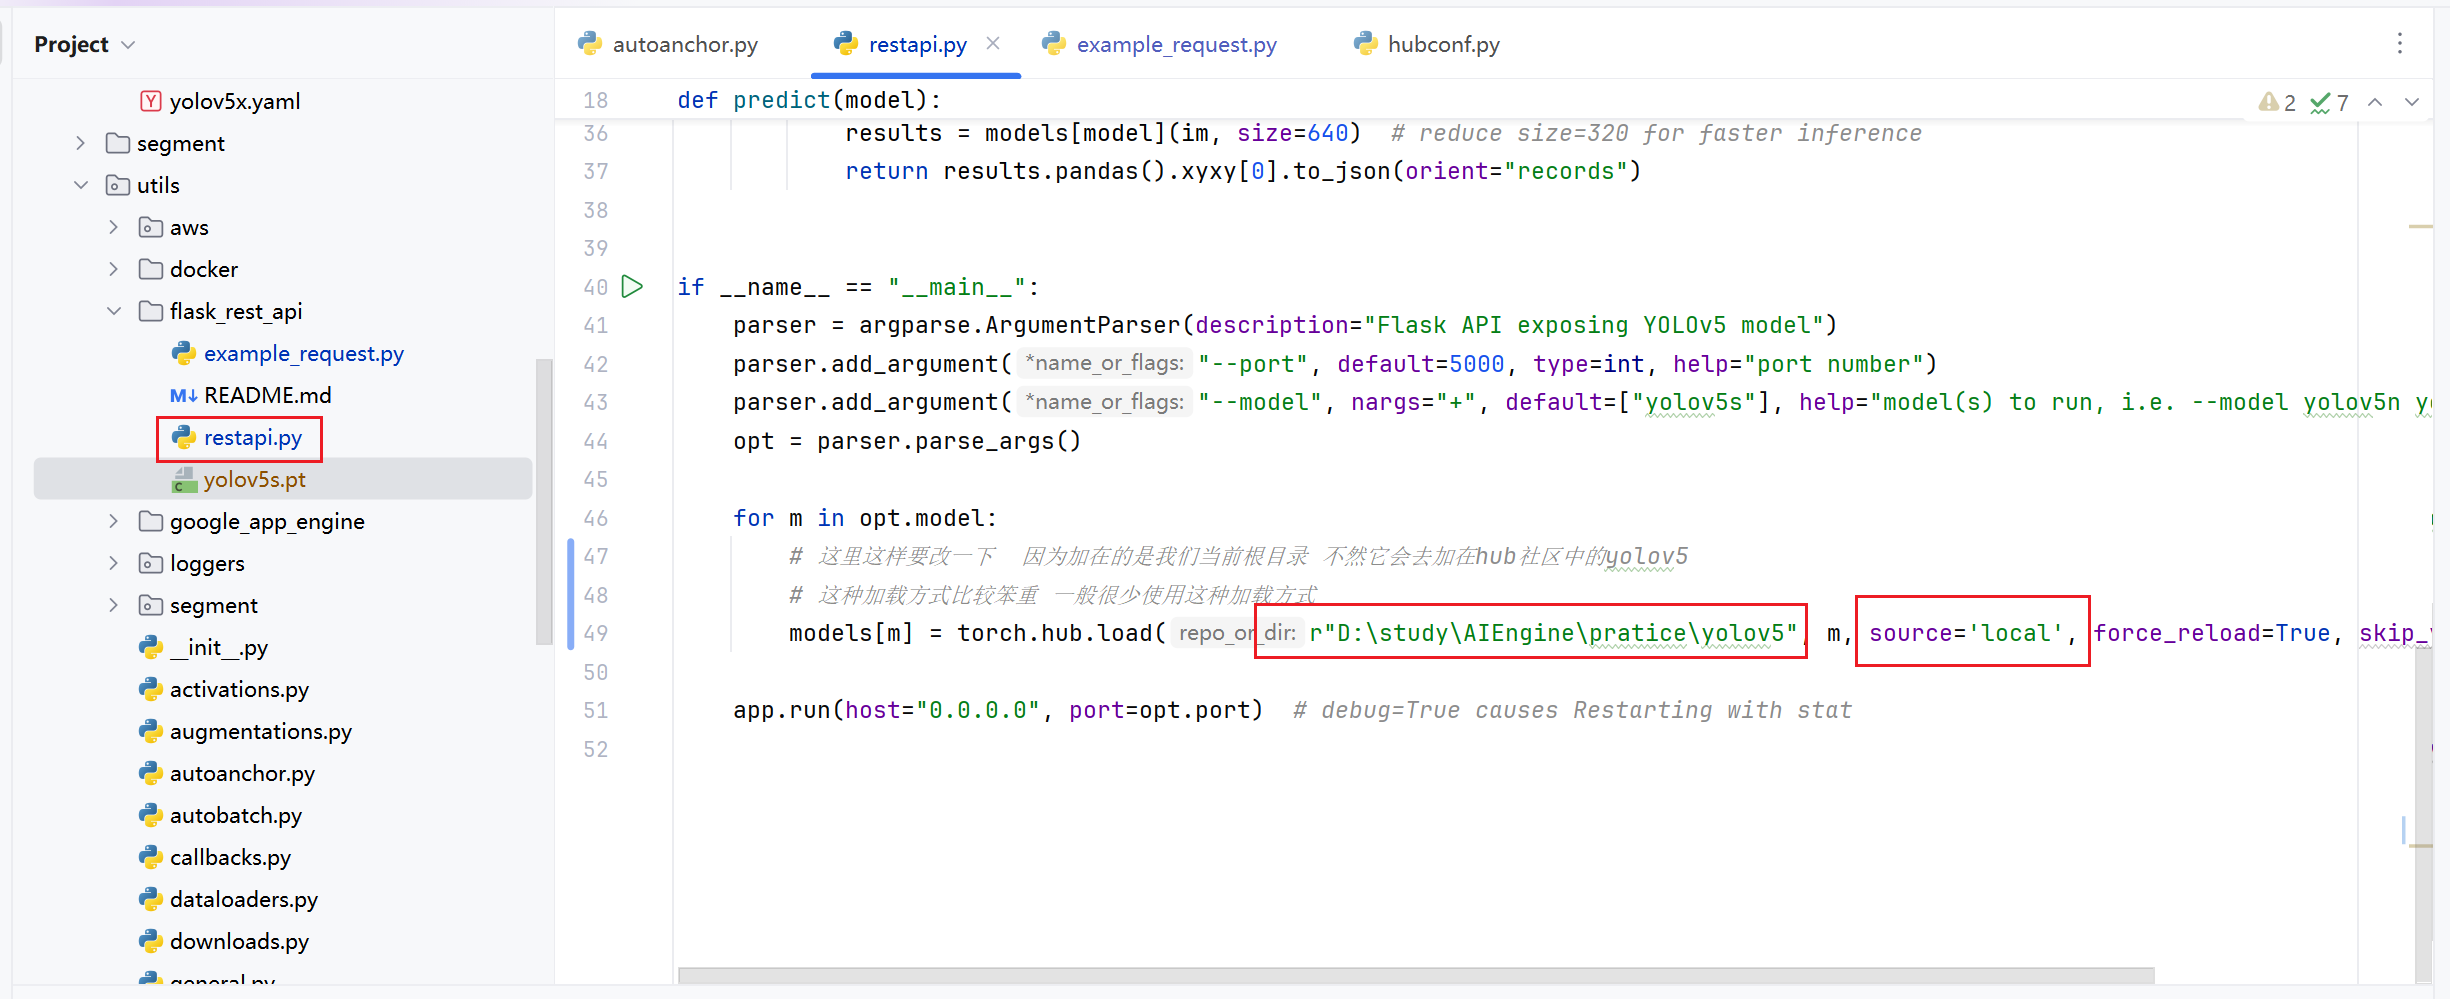 Project
autoanchor.py
restapi.py
example_request.py
hubconf.py
yolov5x.yaml
segment
utils
aws
docker
flask_rest_api
example_request.py
README.md
restapi.py
yolov5s.pt
google_app_engine
loggers
segment
__init__.py
activations.py
augmentations.py
autoanchor.py
autobatch.py
callbacks.py
dataloaders.py
downloads.py
general.py
2 7
18 def predict(model):
36 results = models[model](im, size=640) # reduce size=320 for faster inference
37 return results.pandas().xyxy[0].to_json(orient="records")
38
39
40 if __name__ == "__main__":
41 parser = argparse.ArgumentParser(description="Flask API exposing YOLOv5 model")
42 parser.add_argument( *name_or_flags: "--port", default=5000, type=int, help="port number")
43 parser.add_argument( *name_or_flags: "--model", nargs="+", default=["yolov5s"], help="model(s) to run, i.e. --model yolov5n
44 opt = parser.parse_args()
45
46 for m in opt.model:
47 # 这里这样要改一下 因为加在的是我们当前根目录 不然它会去加在hub社区中的yolov5
48 # 这种加载方式比较笨重 一般很少使用这种加载方式
49 models[m] = torch.hub.load( repo_or_dir: r"D:\study\AIEngine\pratice\yolov5", m, source='local', force_reload=True,
50
51 app.run(host="0.0.0.0", port=opt.port) # debug=True causes Restarting with stat
52